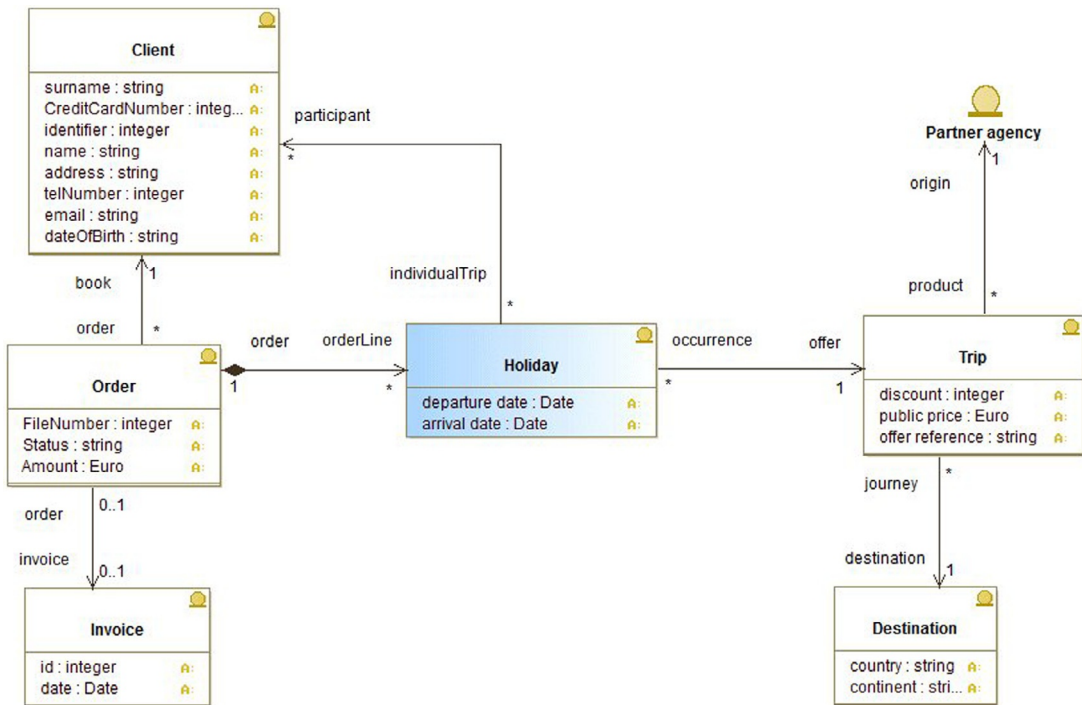 Client
surname : string A:
CreditCardNumber : integ... A:
identifier : integer A:
name : string A:
address : string A:
telNumber : integer A:
email : string A:
dateOfBirth : string A:
participant
*
Partner agency
1
origin
book
1
order
*
individualTrip
*
product
*
Order
FileNumber : integer A:
Status : string A:
Amount : Euro A:
order
1
orderLine
*
Holiday
departure date : Date A:
arrival date : Date A:
occurrence
*
offer
1
Trip
discount : integer A:
public price : Euro A:
offer reference : string A:
order
0..1
invoice
0..1
journey
*
destination
1
Invoice
id : integer A:
date : Date A:
Destination
country : string A:
continent : stri... A: